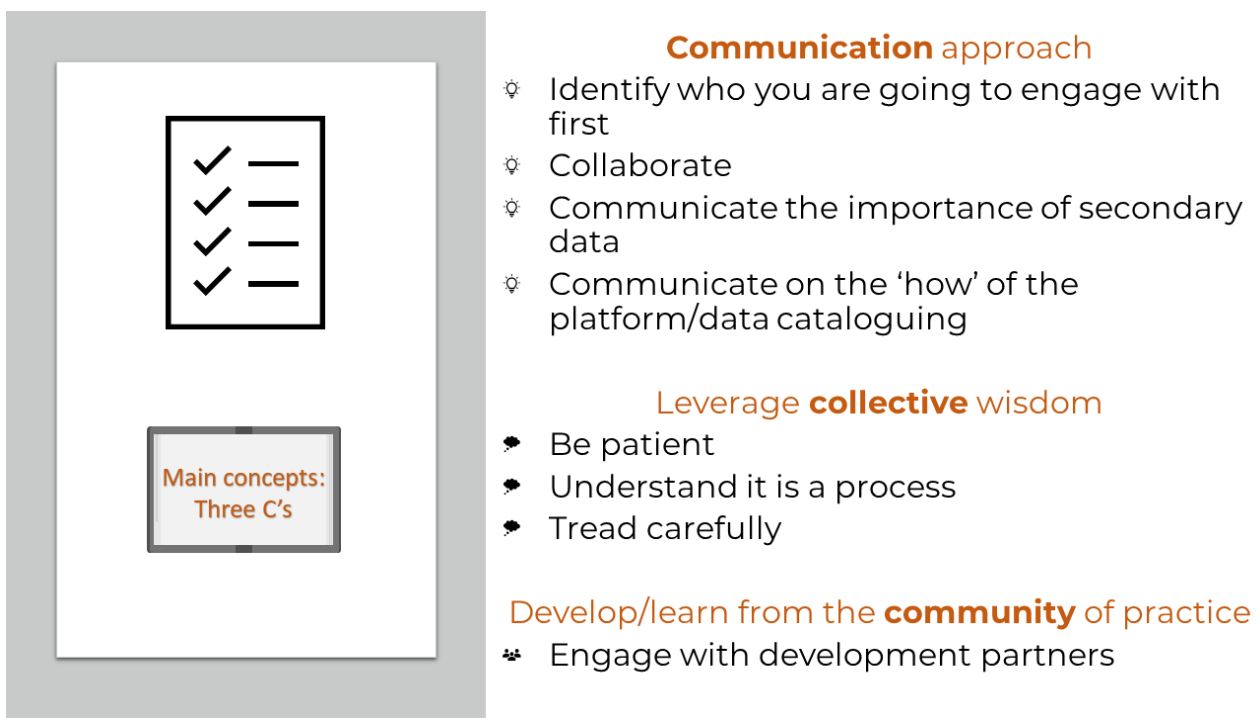 Main concepts:
Three C's
Communication approach
Identify who you are going to engage with
first
Collaborate
Communicate the importance of secondary
data
Communicate on the ‘how’ of the
platform/data cataloguing
Leverage collective wisdom
Be patient
Understand it is a process
Tread carefully
Develop/learn from the community of practice
Engage with development partners